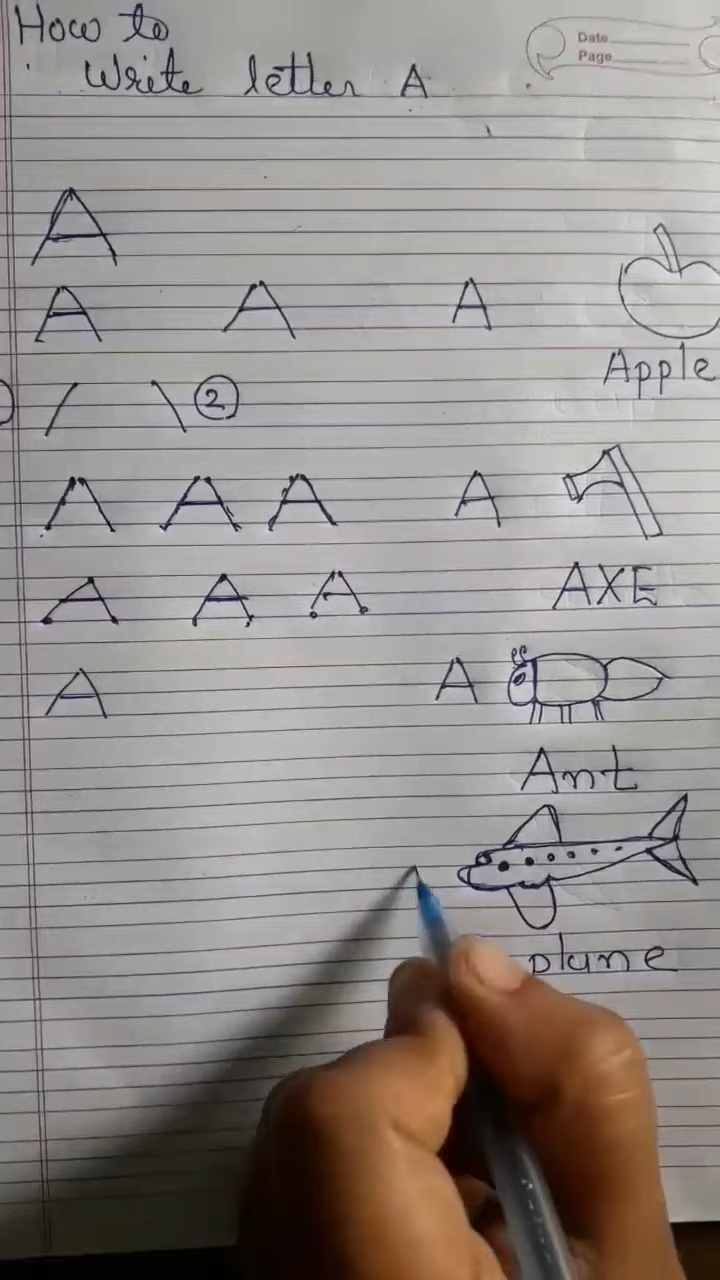 How to
Date
Page
Write letter A
A
A A A
Apple
②
A A A
A A A AXE
A A
Ant
plane